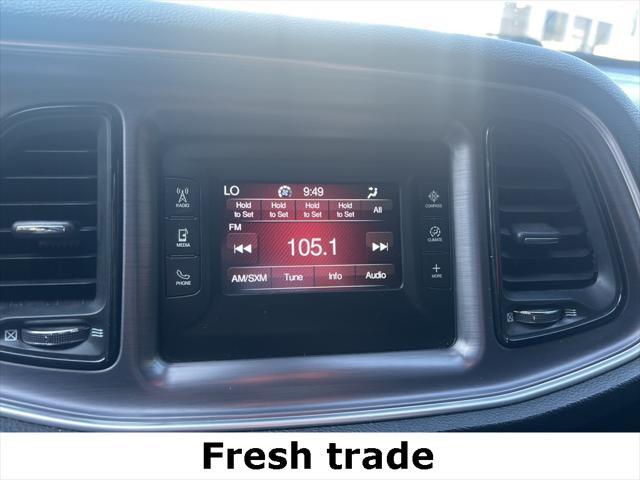 LO 9:49
RADIO
Hold to Set Hold to Set Hold to Set Hold to Set All
COMPASS
FM
MEDIA
105.1
CLIMATE
PHONE
AM/SXM Tune Info Audio
MORE
Fresh trade